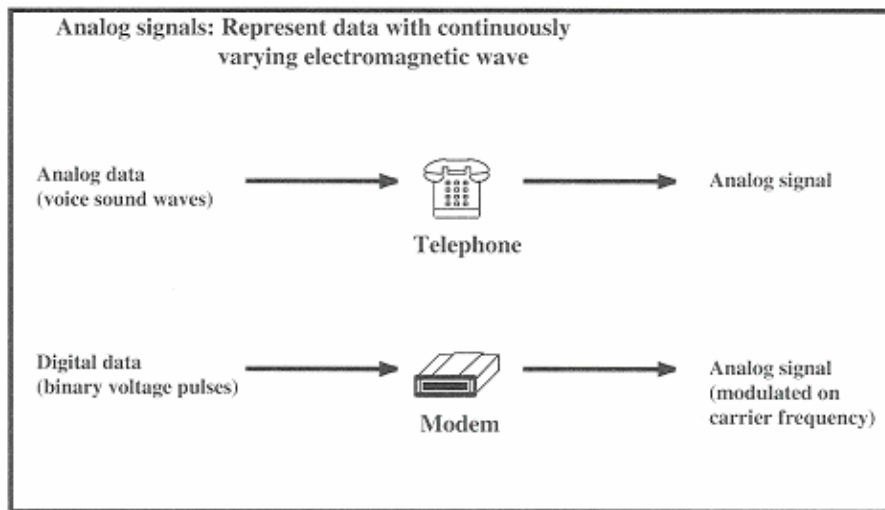 Analog signals: Represent data with continuously
varying electromagnetic wave
Analog data
(voice sound waves)
Telephone
Analog signal
Digital data
(binary voltage pulses)
Modem
Analog signal
(modulated on
carrier frequency)